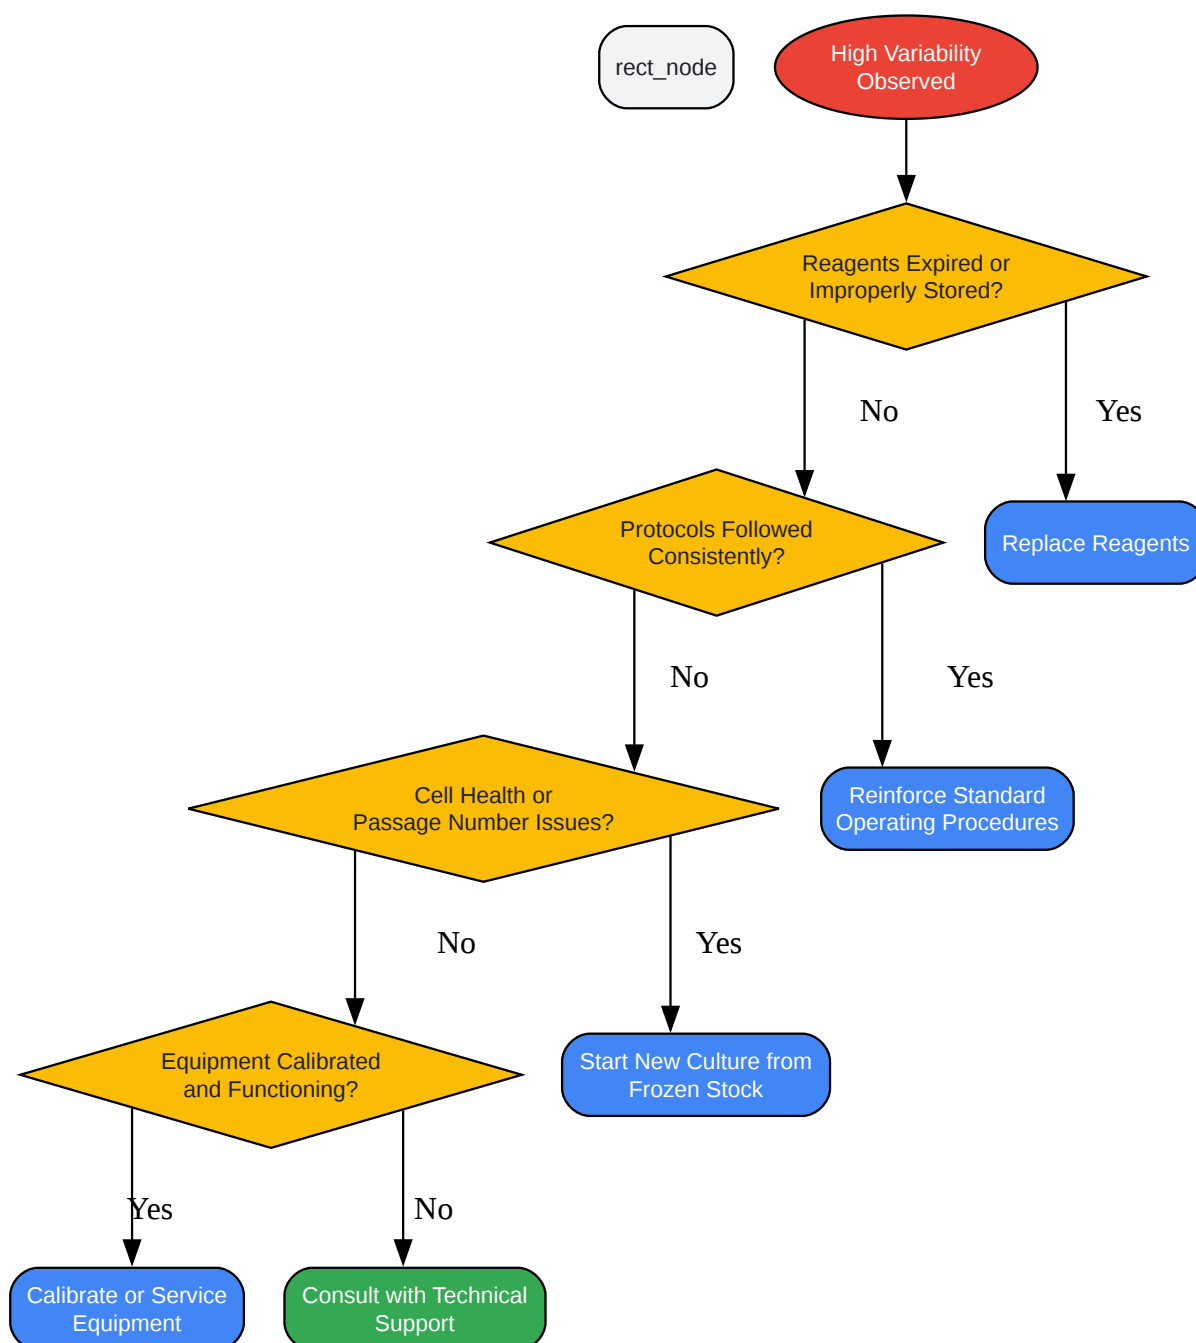 rect_node
High Variability
Observed
Reagents Expired or
Improperly Stored?
No
Yes
Protocols Followed
Consistently?
Replace Reagents
No
Yes
Cell Health or
Passage Number Issues?
Reinforce Standard
Operating Procedures
No
Yes
Equipment Calibrated
and Functioning?
Start New Culture from
Frozen Stock
Yes
No
Calibrate or Service
Equipment
Consult with Technical
Support